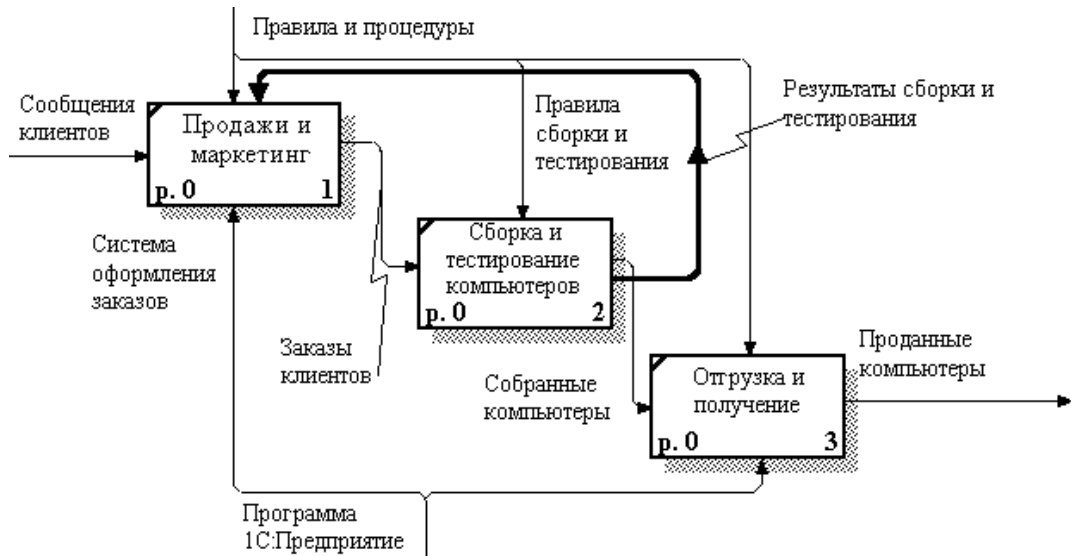 Правила и процедуры
Сообщения
клиентов
Продажи и
маркетинг
р. 0 1
Правила
сборки и
тестирования
Результаты сборки и
тестирования
Система
оформления
заказов
Сборка и
тестирование
компьютеров
р. 0 2
Заказы
клиентов
Собранные
компьютеры
Отгрузка и
получение
р. 0 3
Проданные
компьютеры
Программа
1С:Предприятие